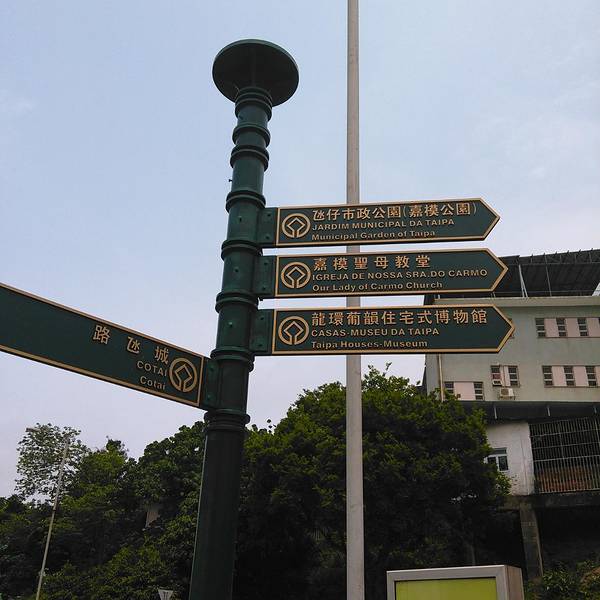 氹仔市政公園(嘉模公園)
JARDIM MUNICIPAL DA TAIPA
Municipal Garden of Taipa
嘉模聖母教堂
IGREJA DE NOSSA SRA.DO CARMO
Our Lady of Carmo Church
龍環葡韻住宅式博物館
CASAS-MUSEU DA TAIPA
Taipa Houses-Museum
路氹城
COTAI
Cotai